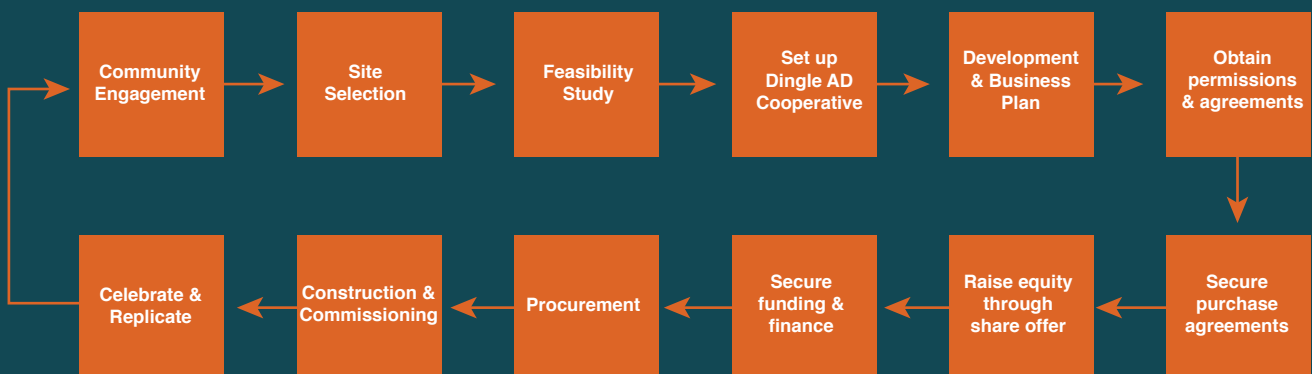 Community
Engagement
Site
Selection
Feasibility
Study
Set up
Dingle AD
Cooperative
Development
& Business
Plan
Obtain
permissions
& agreements
Celebrate &
Replicate
Construction &
Commissioning
Procurement
Secure
funding &
finance
Raise equity
through
share offer
Secure
purchase
agreements